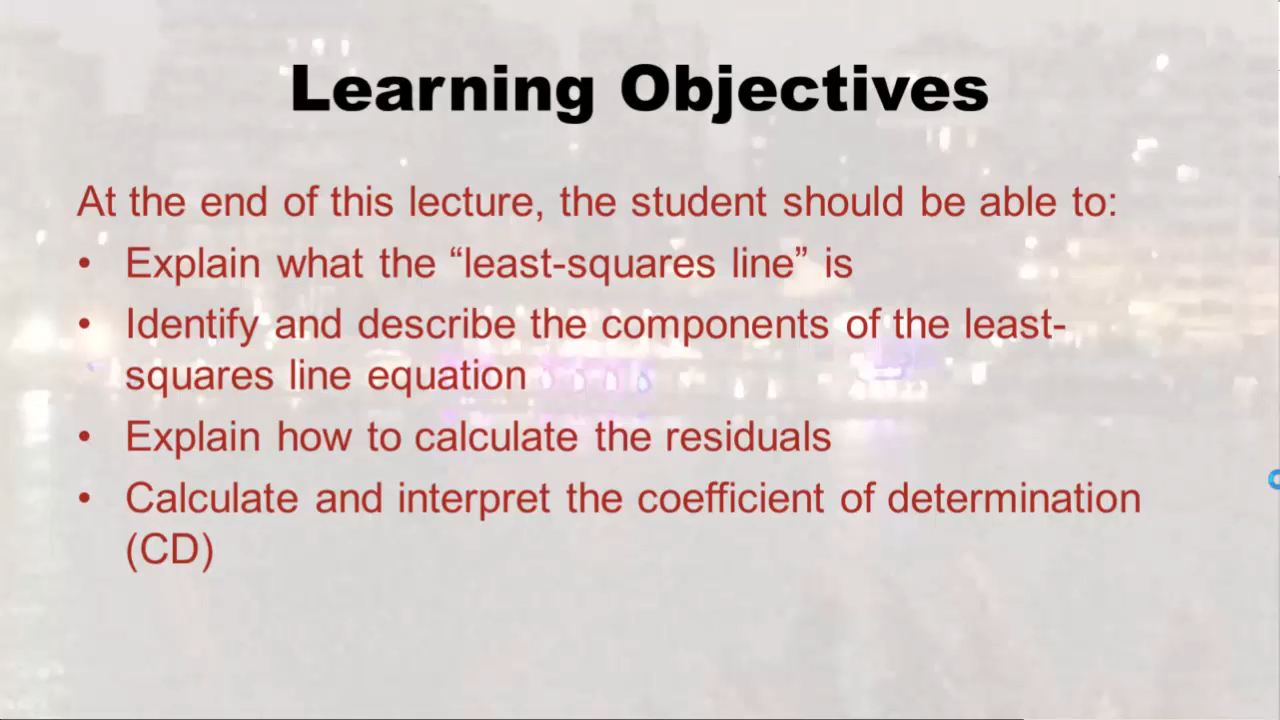 Learning Objectives
At the end of this lecture, the student should be able to:
• Explain what the “least-squares line” is
• Identify and describe the components of the least-
squares line equation
• Explain how to calculate the residuals
• Calculate and interpret the coefficient of determination
(CD)